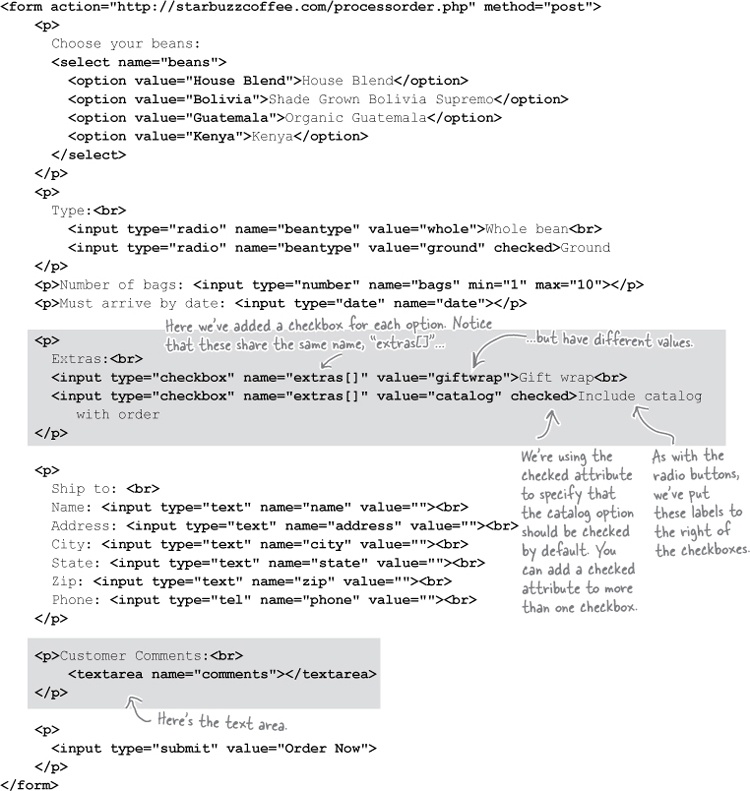 <form action="http://starbuzzcoffee.com/processorder.php" method="post">
<p>
Choose your beans:
<select name="beans">
<option value="House Blend">House Blend</option>
<option value="Bolivia">Shade Grown Bolivia Supremo</option>
<option value="Guatemala">Organic Guatemala</option>
<option value="Kenya">Kenya</option>
</select>
</p>
<p>
Type:<br>
<input type="radio" name="beantype" value="whole">Whole bean<br>
<input type="radio" name="beantype" value="ground" checked>Ground
</p>
<p>Number of bags: <input type="number" name="bags" min="1" max="10"></p>
<p>Must arrive by date: <input type="date" name="date"></p>
Here we've added a checkbox for each option. Notice
that these share the same name, "extras[]"...
...but have different values.
<p>
Extras:<br>
<input type="checkbox" name="extras[]" value="giftwrap">Gift wrap<br>
<input type="checkbox" name="extras[]" value="catalog" checked>Include catalog
with order
</p>
We're using the
checked attribute
to specify that
the catalog option
should be checked
by default. You
can add a checked
attribute to more
than one checkbox.
As with the
radio buttons,
we've put
these labels to
the right of
the checkboxes.
<p>
Ship to: <br>
Name: <input type="text" name="name" value=""><br>
Address: <input type="text" name="address" value=""><br>
City: <input type="text" name="city" value=""><br>
State: <input type="text" name="state" value=""><br>
Zip: <input type="text" name="zip" value=""><br>
Phone: <input type="tel" name="phone" value=""><br>
</p>
<p>Customer Comments:<br>
<textarea name="comments"></textarea>
</p>
Here's the text area.
<p>
<input type="submit" value="Order Now">
</p>
</form>